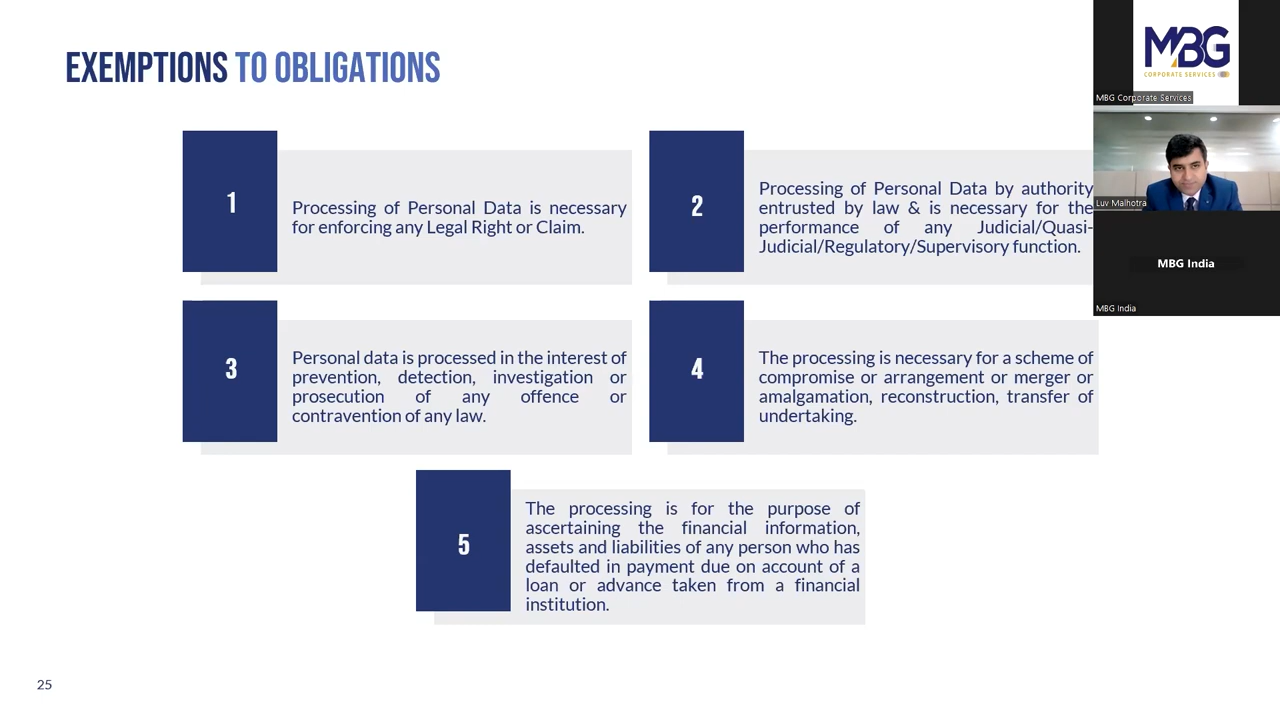 EXEMPTIONS TO OBLIGATIONS
1
Processing of Personal Data is necessary
for enforcing any Legal Right or Claim.
2
Processing of Personal Data by authority
entrusted by law & is necessary for the
performance of any Judicial/Quasi-
Judicial/Regulatory/Supervisory function.
3
Personal data is processed in the interest of
prevention, detection, investigation or
prosecution of any offence or
contravention of any law.
4
The processing is necessary for a scheme of
compromise or arrangement or merger or
amalgamation, reconstruction, transfer of
undertaking.
5
The processing is for the purpose of
ascertaining the financial information,
assets and liabilities of any person who has
defaulted in payment due on account of a
loan or advance taken from a financial
institution.
25
MBG
CORPORATE SERVICES
MBG Corporate Services
Luv Malhotra
MBG India
MBG India